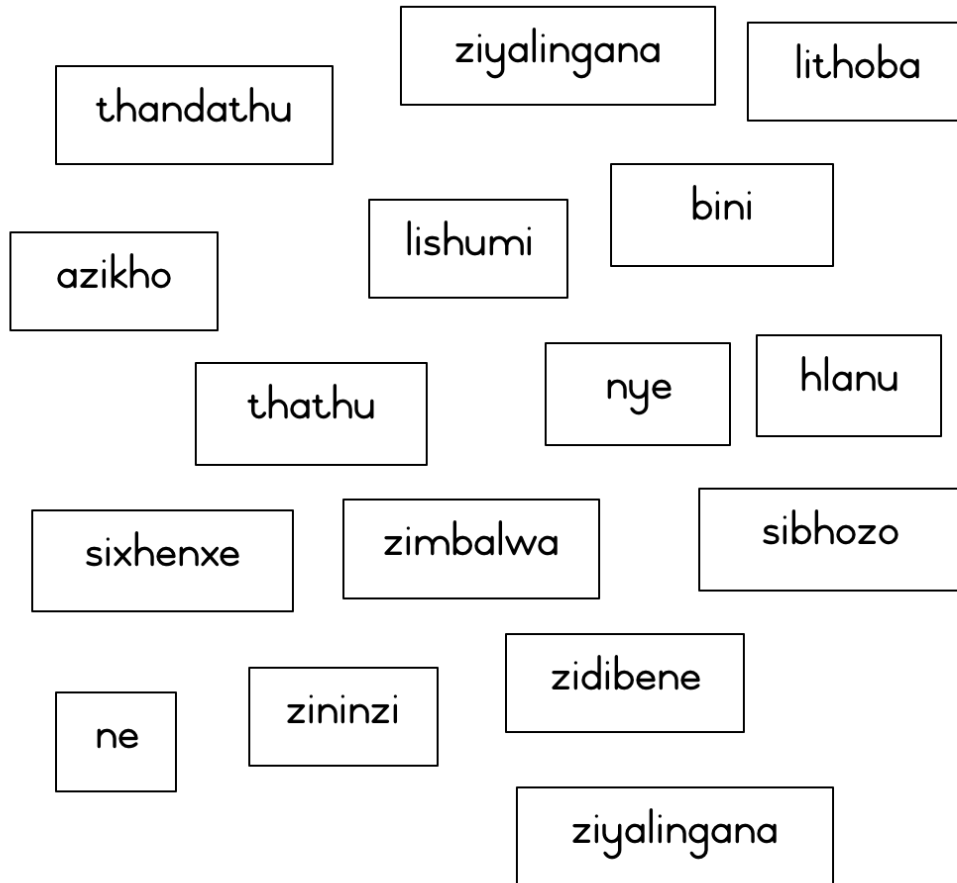 ziyalingana
lithoba
thandathu
bini
lishumi
azikho
thathu
nye
hlanu
sixhenxe
zimbalwa
sibhozo
ne
zininzi
zidibene
ziyalingana